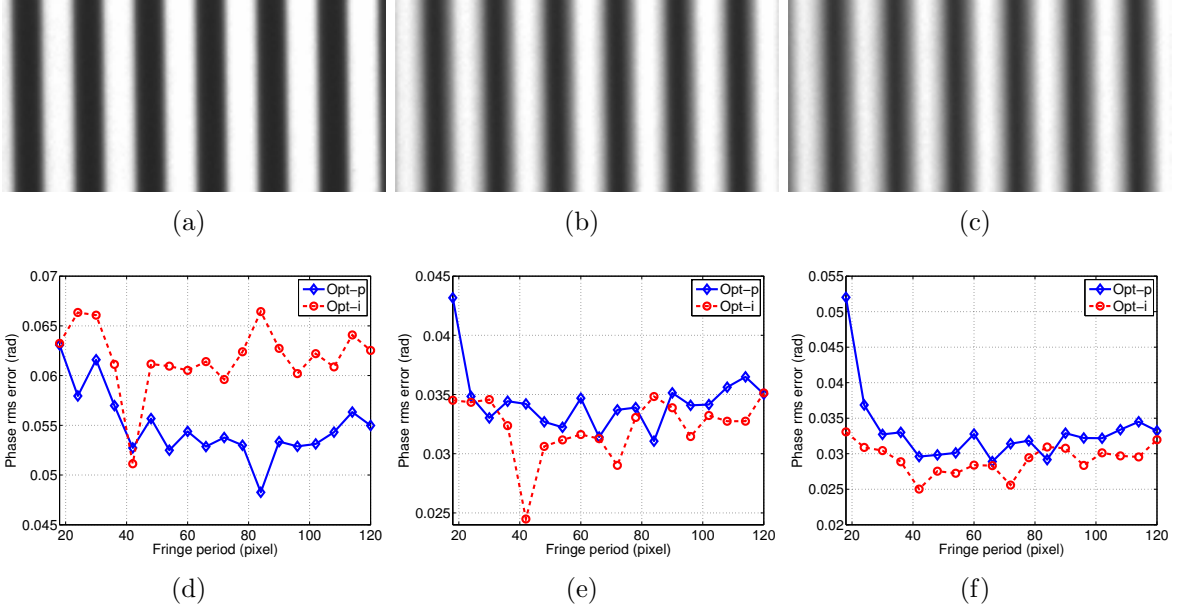 (a)
(b)
(c)
0.07
0.065
0.06
0.055
0.05
0.045
Phase rms error (rad)
20 40 60 80 100 120
Fringe period (pixel)
Opt-p
Opt-i
(d)
0.045
0.04
0.035
0.03
0.025
Phase rms error (rad)
20 40 60 80 100 120
Fringe period (pixel)
Opt-p
Opt-i
(e)
0.055
0.05
0.045
0.04
0.035
0.03
0.025
0.02
Phase rms error (rad)
20 40 60 80 100 120
Fringe period (pixel)
Opt-p
Opt-i
(f)